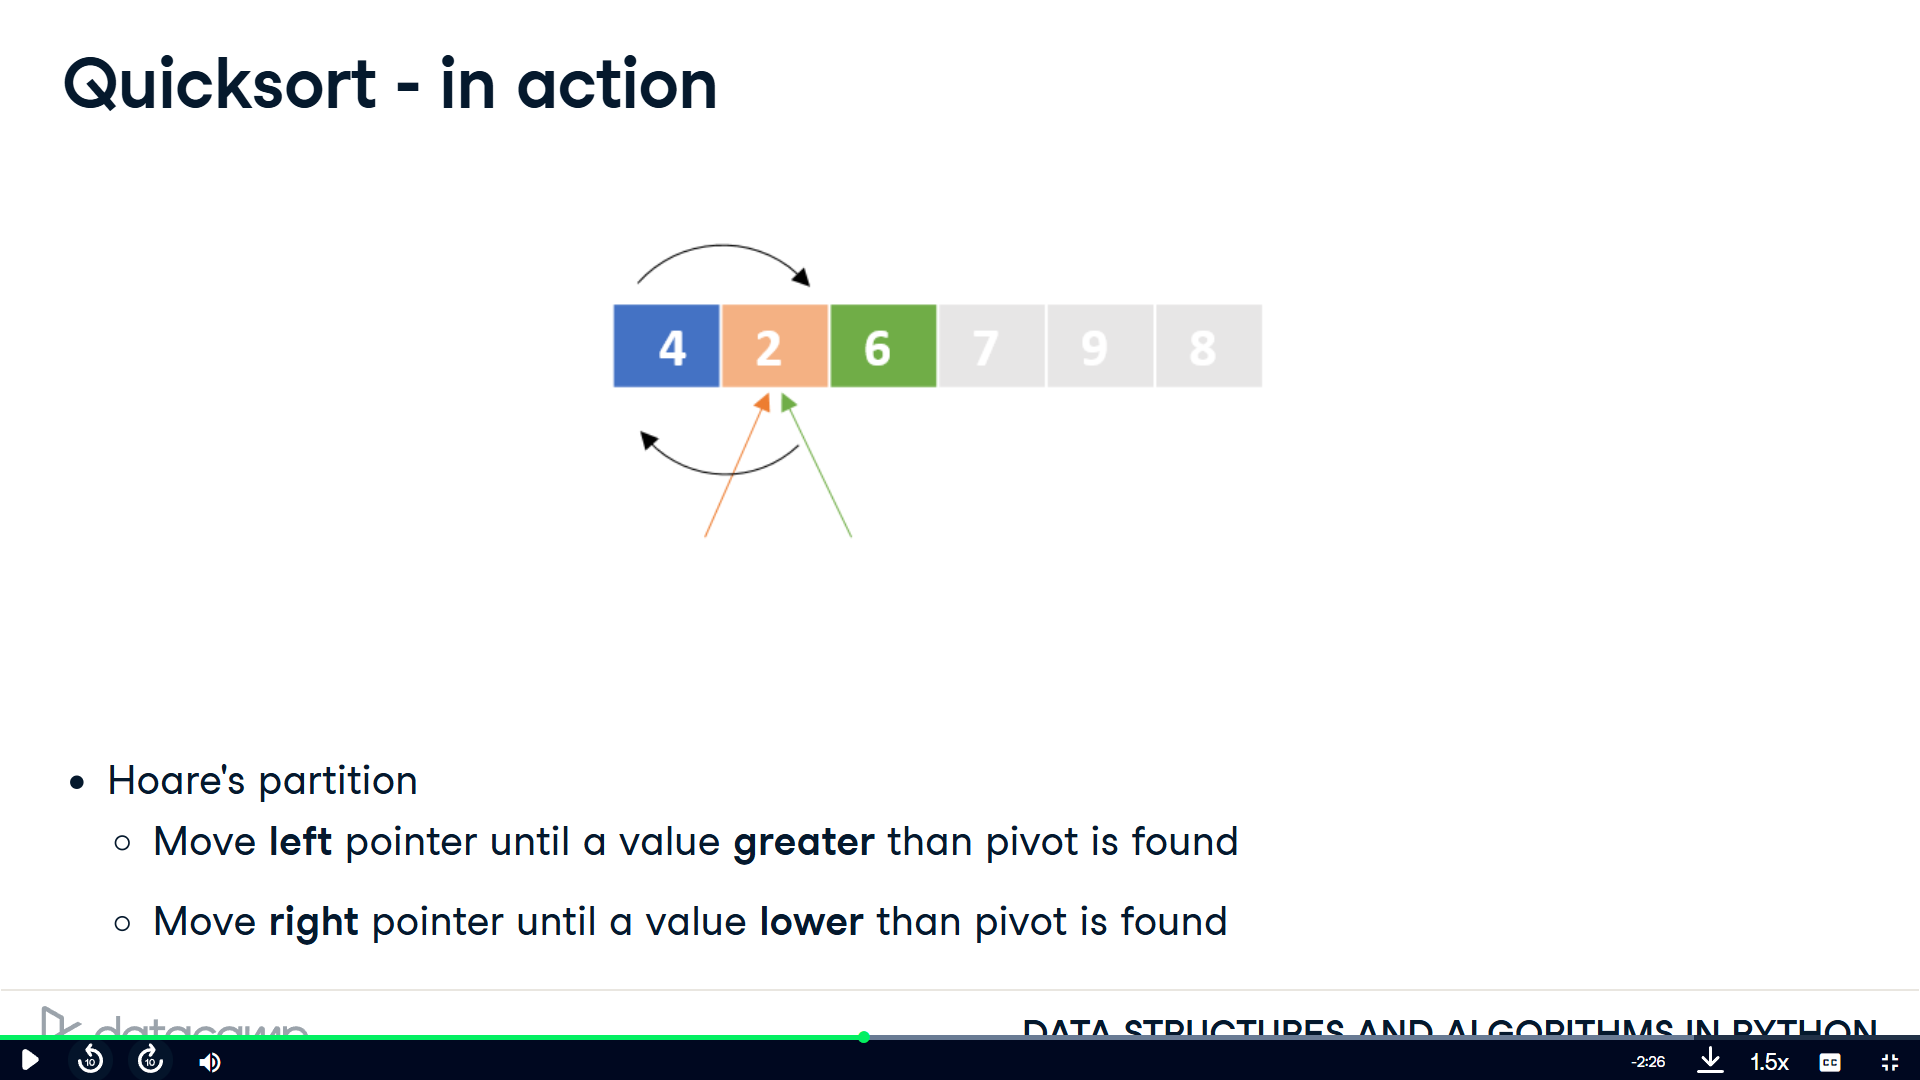 Quicksort - in action
4 2 6 7 9 8
• Hoare's partition
○ Move left pointer until a value greater than pivot is found
○ Move right pointer until a value lower than pivot is found
datacamp
DATA STRUCTURES AND ALGORITHMS IN PYTHON
10 10 -2:26 1.5x CC